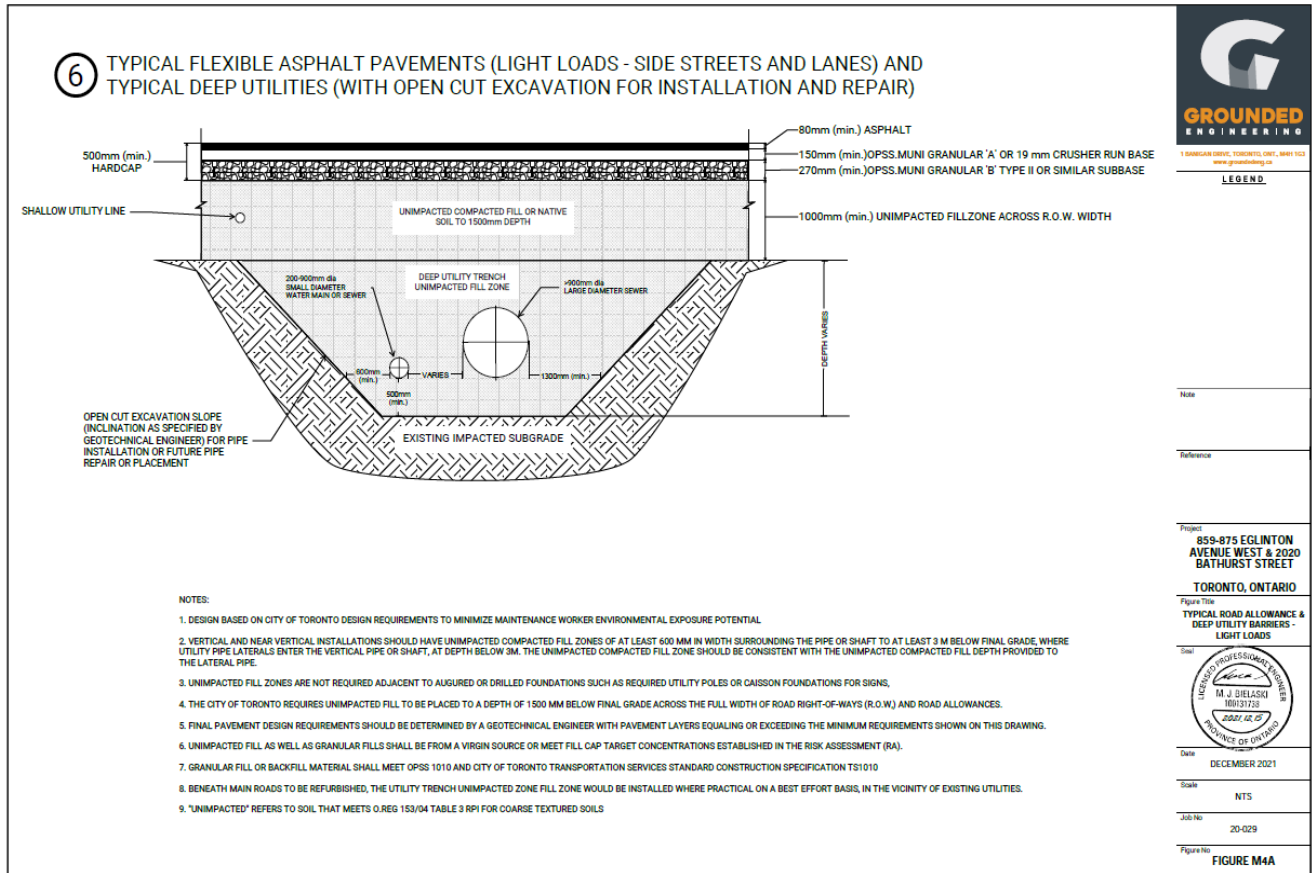 6
TYPICAL FLEXIBLE ASPHALT PAVEMENTS (LIGHT LOADS - SIDE STREETS AND LANES) AND
TYPICAL DEEP UTILITIES (WITH OPEN CUT EXCAVATION FOR INSTALLATION AND REPAIR)
500mm (min.)
HARDCAP
80mm (min.) ASPHALT
150mm (min.)OPSS.MUNI GRANULAR 'A' OR 19 mm CRUSHER RUN BASE
270mm (min.)OPSS.MUNI GRANULAR 'B' TYPE II OR SIMILAR SUBBASE
SHALLOW UTILITY LINE
UNIMPACTED COMPACTED FILL OR NATIVE
SOIL TO 1500mm DEPTH
1000mm (min.) UNIMPACTED FILLZONE ACROSS R.O.W. WIDTH
200-900mm dia
SMALL DIAMETER
WATER MAIN OR SEWER
DEEP UTILITY TRENCH
UNIMPACTED FILL ZONE
>900mm dia
LARGE DIAMETER SEWER
DEPTH VARIES
600mm
(min.)
VARIES
1300mm (min.)
500mm
(min.)
OPEN CUT EXCAVATION SLOPE
(INCLINATION AS SPECIFIED BY
GEOTECHNICAL ENGINEER) FOR PIPE
INSTALLATION OR FUTURE PIPE
REPAIR OR PLACEMENT
EXISTING IMPACTED SUBGRADE
NOTES:
1. DESIGN BASED ON CITY OF TORONTO DESIGN REQUIREMENTS TO MINIMIZE MAINTENANCE WORKER ENVIRONMENTAL EXPOSURE POTENTIAL
2. VERTICAL AND NEAR VERTICAL INSTALLATIONS SHOULD HAVE UNIMPACTED COMPACTED FILL ZONES OF AT LEAST 600 MM IN WIDTH SURROUNDING THE PIPE OR SHAFT TO AT LEAST 3 M BELOW FINAL GRADE, WHERE
UTILITY PIPE LATERALS ENTER THE VERTICAL PIPE OR SHAFT, AT DEPTH BELOW 3M. THE UNIMPACTED COMPACTED FILL ZONE SHOULD BE CONSISTENT WITH THE UNIMPACTED COMPACTED FILL DEPTH PROVIDED TO
THE LATERAL PIPE.
3. UNIMPACTED FILL ZONES ARE NOT REQUIRED ADJACENT TO AUGURED OR DRILLED FOUNDATIONS SUCH AS REQUIRED UTILITY POLES OR CAISSON FOUNDATIONS FOR SIGNS,
4. THE CITY OF TORONTO REQUIRES UNIMPACTED FILL TO BE PLACED TO A DEPTH OF 1500 MM BELOW FINAL GRADE ACROSS THE FULL WIDTH OF ROAD RIGHT-OF-WAYS (R.O.W.) AND ROAD ALLOWANCES.
5. FINAL PAVEMENT DESIGN REQUIREMENTS SHOULD BE DETERMINED BY A GEOTECHNICAL ENGINEER WITH PAVEMENT LAYERS EQUALING OR EXCEEDING THE MINIMUM REQUIREMENTS SHOWN ON THIS DRAWING.
6. UNIMPACTED FILL AS WELL AS GRANULAR FILLS SHALL BE FROM A VIRGIN SOURCE OR MEET FILL CAP TARGET CONCENTRATIONS ESTABLISHED IN THE RISK ASSESSMENT (RA).
7. GRANULAR FILL OR BACKFILL MATERIAL SHALL MEET OPSS 1010 AND CITY OF TORONTO TRANSPORTATION SERVICES STANDARD CONSTRUCTION SPECIFICATION TS1010
8. BENEATH MAIN ROADS TO BE REFURBISHED, THE UTILITY TRENCH UNIMPACTED ZONE FILL ZONE WOULD BE INSTALLED WHERE PRACTICAL ON A BEST EFFORT BASIS, IN THE VICINITY OF EXISTING UTILITIES.
9. "UNIMPACTED" REFERS TO SOIL THAT MEETS O.REG 153/04 TABLE 3 RPI FOR COARSE TEXTURED SOILS
GROUNDED
ENGINEERING
1 BANIGAN DRIVE, TORONTO, ONT., M4H 1G3
www.groundedeng.ca
LEGEND
Note
Reference
Project
859-875 EGLINTON
AVENUE WEST & 2020
BATHURST STREET
TORONTO, ONTARIO
Figure Title
TYPICAL ROAD ALLOWANCE &
DEEP UTILITY BARRIERS -
LIGHT LOADS
Seal
LICENSED PROFESSIONAL ENGINEER
M. J. BIELASKI
100131738
2021.12.15
PROVINCE OF ONTARIO
Date
DECEMBER 2021
Scale
NTS
Job No
20-029
Figure No
FIGURE M4A